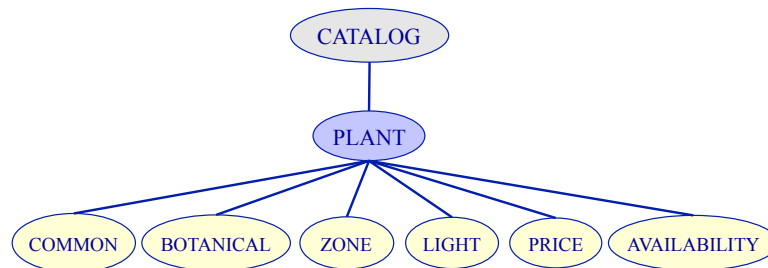 CATALOG
PLANT
COMMON
BOTANICAL
ZONE
LIGHT
PRICE
AVAILABILITY